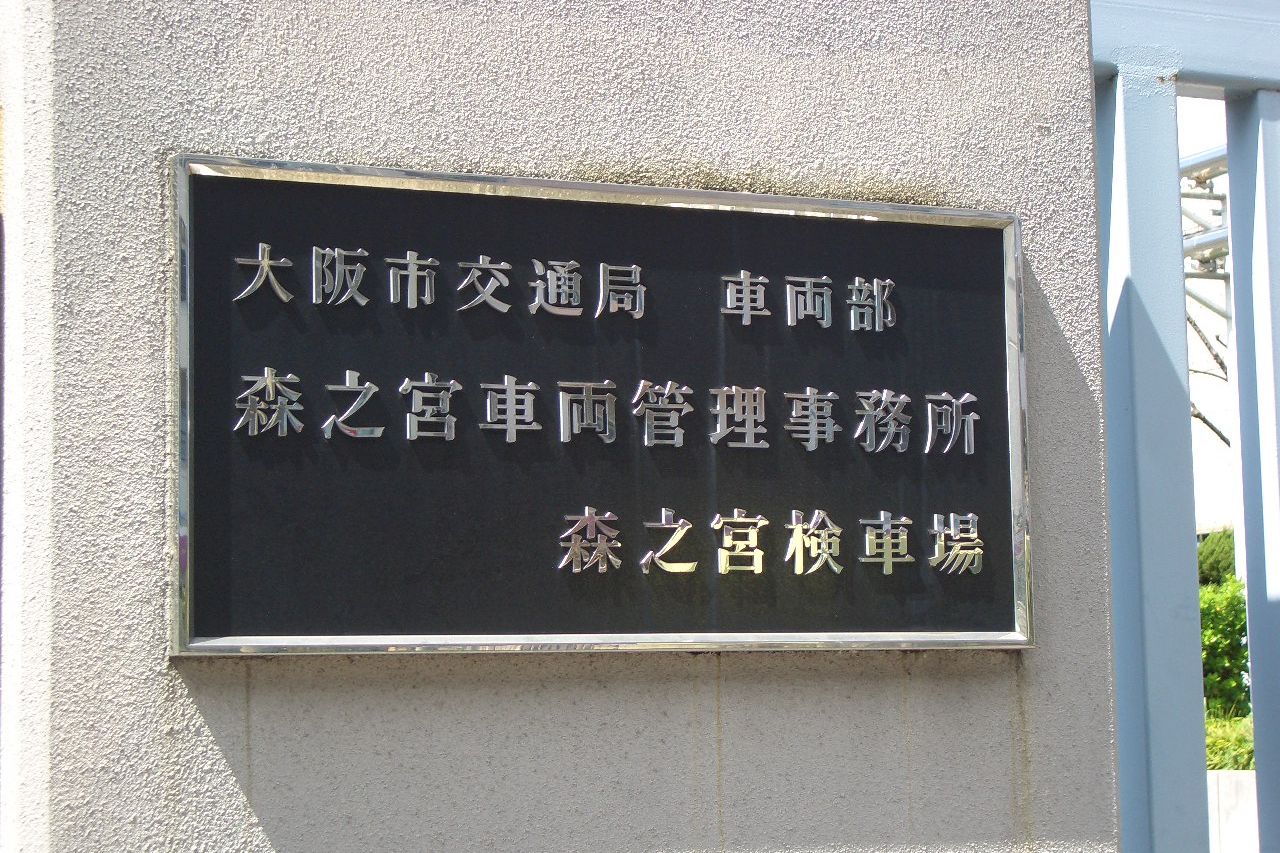 大阪市交通局　車両部
森之宮車両管理事務所
森之宮検車場